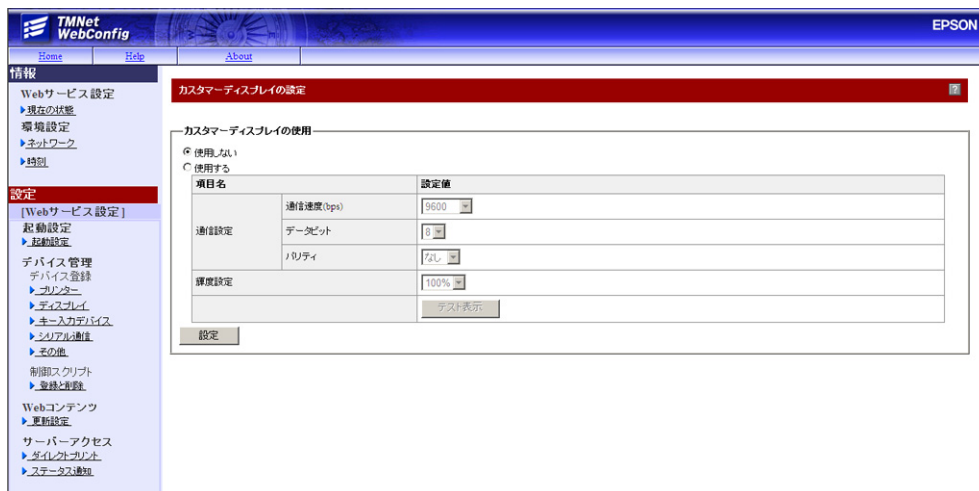 TMNet
WebConfig
EPSON
Home Help About
情報
Webサービス設定
現在の状態
環境設定
ネットワーク
時刻
設定
[Webサービス設定]
起動設定
起動設定
デバイス管理
デバイス登録
プリンター
ディスプレイ
キー入力デバイス
シリアル通信
その他
制御スクリプト
登録と削除
Webコンテンツ
更新設定
サーバーアクセス
ダイレクトプリント
ステータス通知
カスタマーディスプレイの設定 ?
カスタマーディスプレイの使用
使用しない
使用する
項目名 設定値
通信設定 通信速度(bps) 9600
データビット 8
パリティ なし
輝度設定 100%
テスト表示
設定